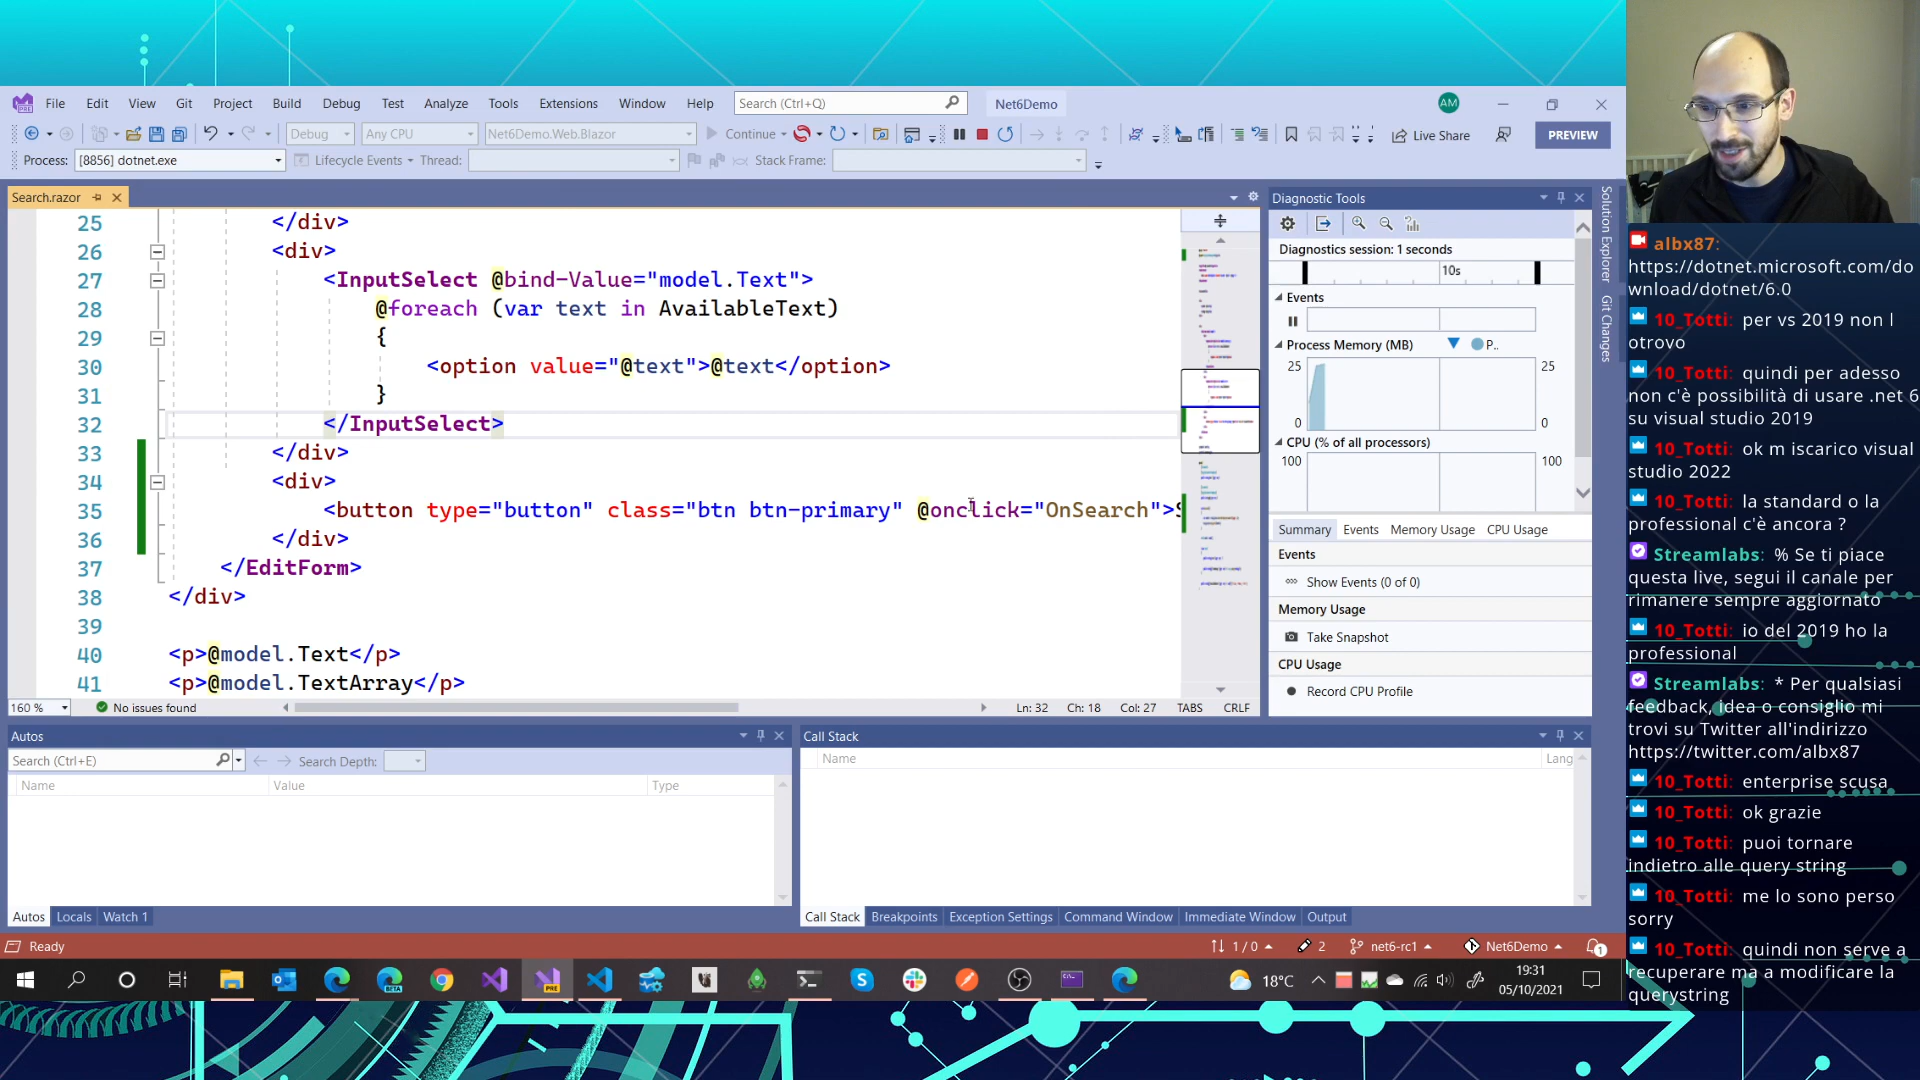 File Edit View Git Project Build Debug Test Analyze Tools Extensions Window Help Search (Ctrl+Q) Net6Demo AM
Debug Any CPU Net6Demo.Web.Blazor Continue Live Share PREVIEW
Process: [8856] dotnet.exe Lifecycle Events Thread: Stack Frame:
Search.razor
25 </div>
26 <div>
27 <InputSelect @bind-Value="model.Text">
28 @foreach (var text in AvailableText)
29 {
30 <option value="@text">@text</option>
31 }
32 </InputSelect>
33 </div>
34 <div>
35 <button type="button" class="btn btn-primary" @onclick="OnSearch">S
36 </div>
37 </EditForm>
38 </div>
39
40 <p>@model.Text</p>
41 <p>@model.TextArray</p>
160 % No issues found Ln: 32 Ch: 18 Col: 27 TABS CRLF
Diagnostic Tools
Diagnostics session: 1 seconds
10s
Events
Process Memory (MB) P..
25 25
0 0
CPU (% of all processors)
100 100
Summary Events Memory Usage CPU Usage
Events
Show Events (0 of 0)
Memory Usage
Take Snapshot
CPU Usage
Record CPU Profile
Solution Explorer
Git Changes
Autos
Search (Ctrl+E) Search Depth:
Name Value Type
Autos Locals Watch 1
Call Stack
Name Lang
Call Stack Breakpoints Exception Settings Command Window Immediate Window Output
Ready 1 / 0 2 net6-rc1 Net6Demo 1
BETA PRE 18°C 19:31
05/10/2021
albx87:
https://dotnet.microsoft.com/do
wnload/dotnet/6.0
10_Totti: per vs 2019 non l
otrovo
10_Totti: quindi per adesso
non c'è possibilità di usare .net 6
su visual studio 2019
10_Totti: ok m iscarico visual
studio 2022
10_Totti: la standard o la
professional c'è ancora ?
Streamlabs: % Se ti piace
questa live, segui il canale per
rimanere sempre aggiornato
10_Totti: io del 2019 ho la
professional
Streamlabs: * Per qualsiasi
feedback, idea o consiglio mi
trovi su Twitter all'indirizzo
https://twitter.com/albx87
10_Totti: enterprise scusa
10_Totti: ok grazie
10_Totti: puoi tornare
indietro alle query string
10_Totti: me lo sono perso
sorry
10_Totti: quindi non serve a
recuperare ma a modificare la
querystring